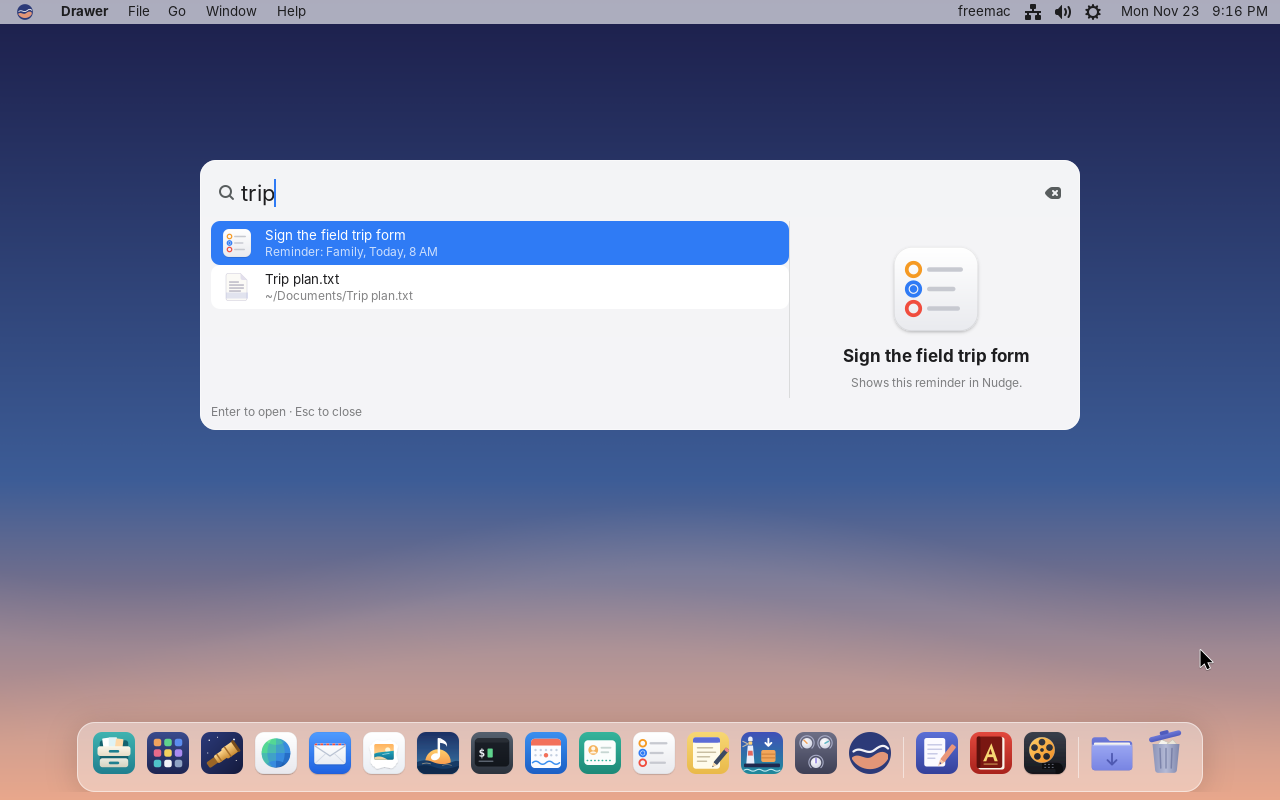 Drawer File Go Window Help freemac Mon Nov 23 9:16 PM
trip
Sign the field trip form
Reminder: Family, Today, 8 AM
Trip plan.txt
~/Documents/Trip plan.txt
Sign the field trip form
Shows this reminder in Nudge.
Enter to open · Esc to close
$
A